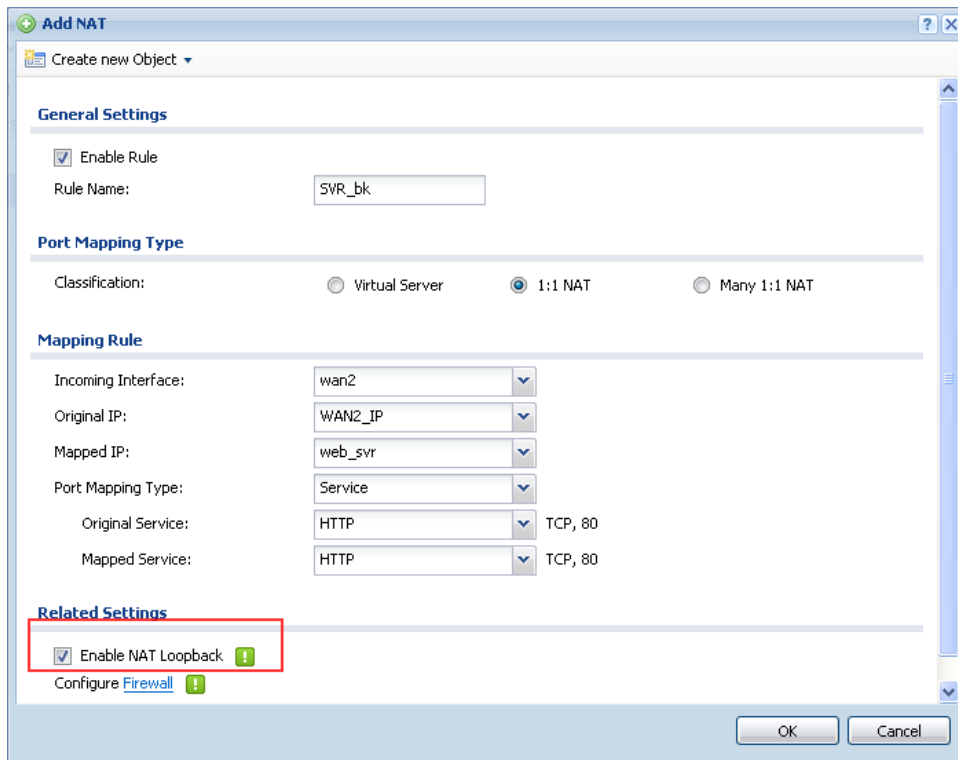 Add NAT
Create new Object
General Settings
Enable Rule
Rule Name: SVR_bk
Port Mapping Type
Classification: Virtual Server 1:1 NAT Many 1:1 NAT
Mapping Rule
Incoming Interface: wan2
Original IP: WAN2_IP
Mapped IP: web_svr
Port Mapping Type: Service
Original Service: HTTP TCP, 80
Mapped Service: HTTP TCP, 80
Related Settings
Enable NAT Loopback
Configure Firewall
OK Cancel